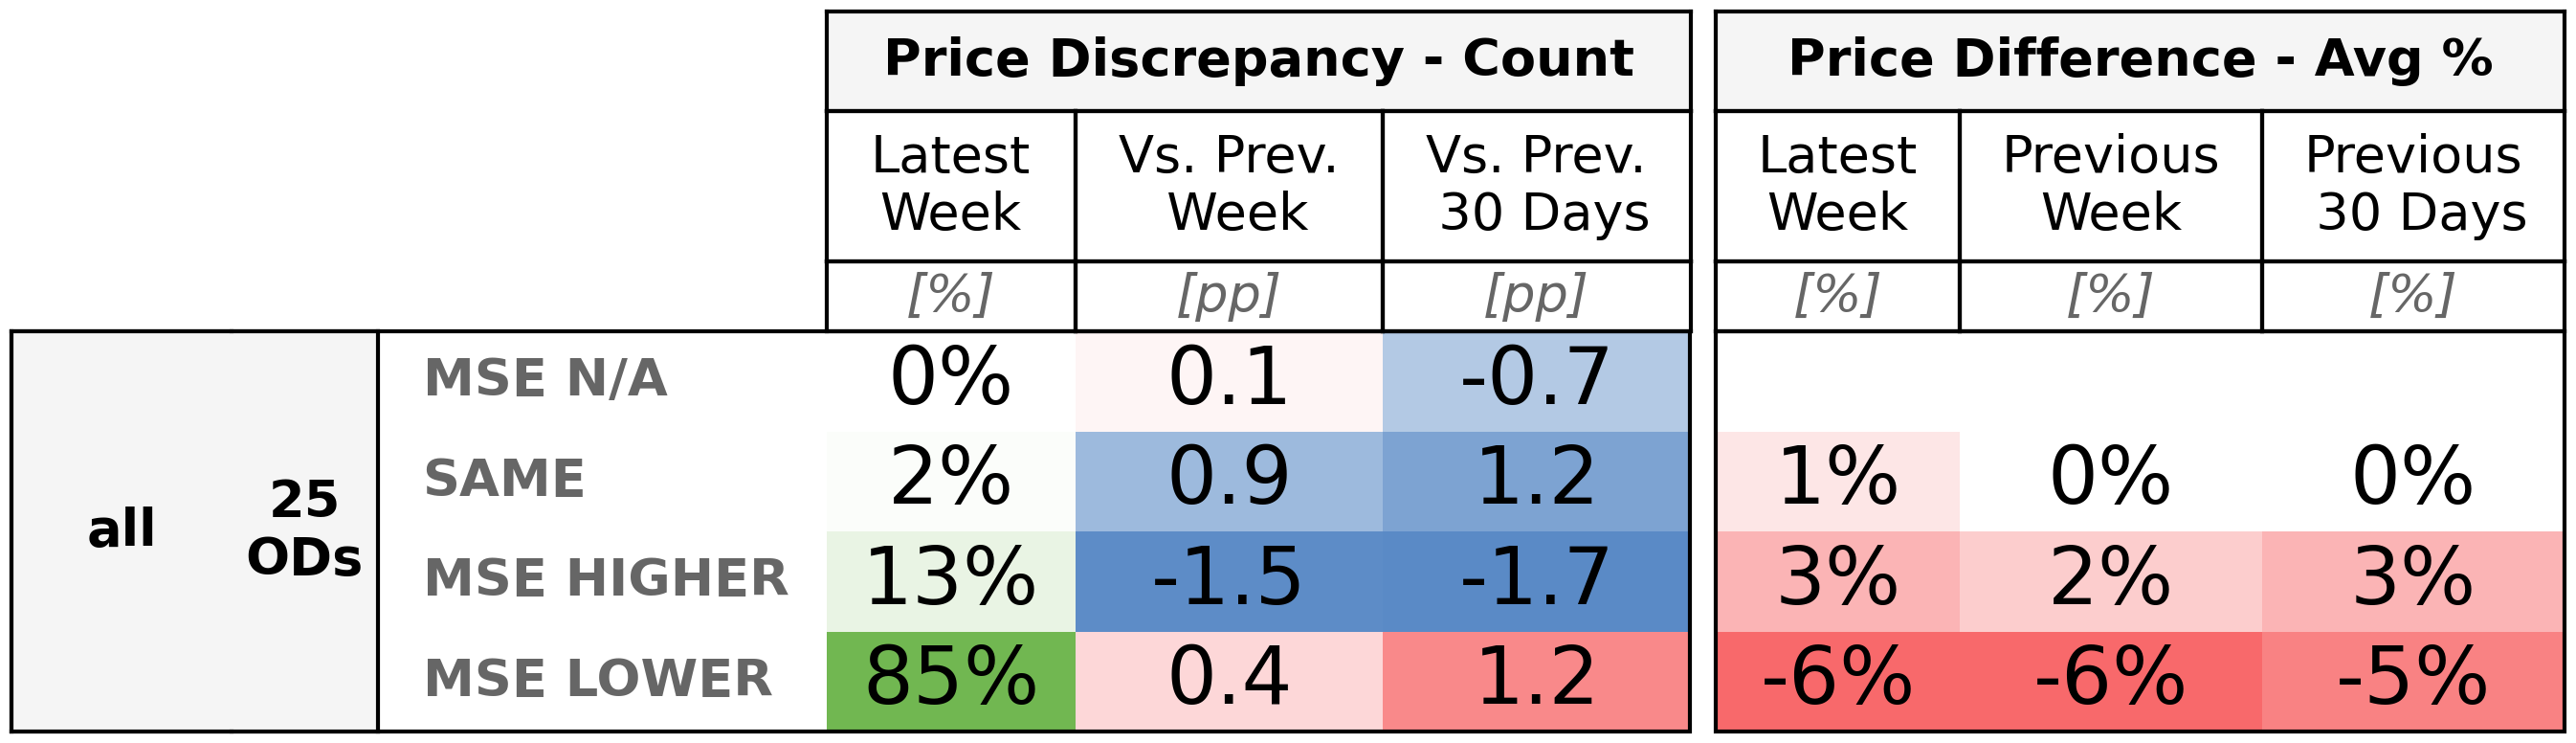 Price Discrepancy - Count
Price Difference - Avg %
Latest Week
Vs. Prev. Week
Vs. Prev. 30 Days
Latest Week
Previous Week
Previous 30 Days
[%] [pp] [pp] [%] [%] [%]
all
25 ODs
MSE N/A 0% 0.1 -0.7
SAME 2% 0.9 1.2 1% 0% 0%
MSE HIGHER 13% -1.5 -1.7 3% 2% 3%
MSE LOWER 85% 0.4 1.2 -6% -6% -5%